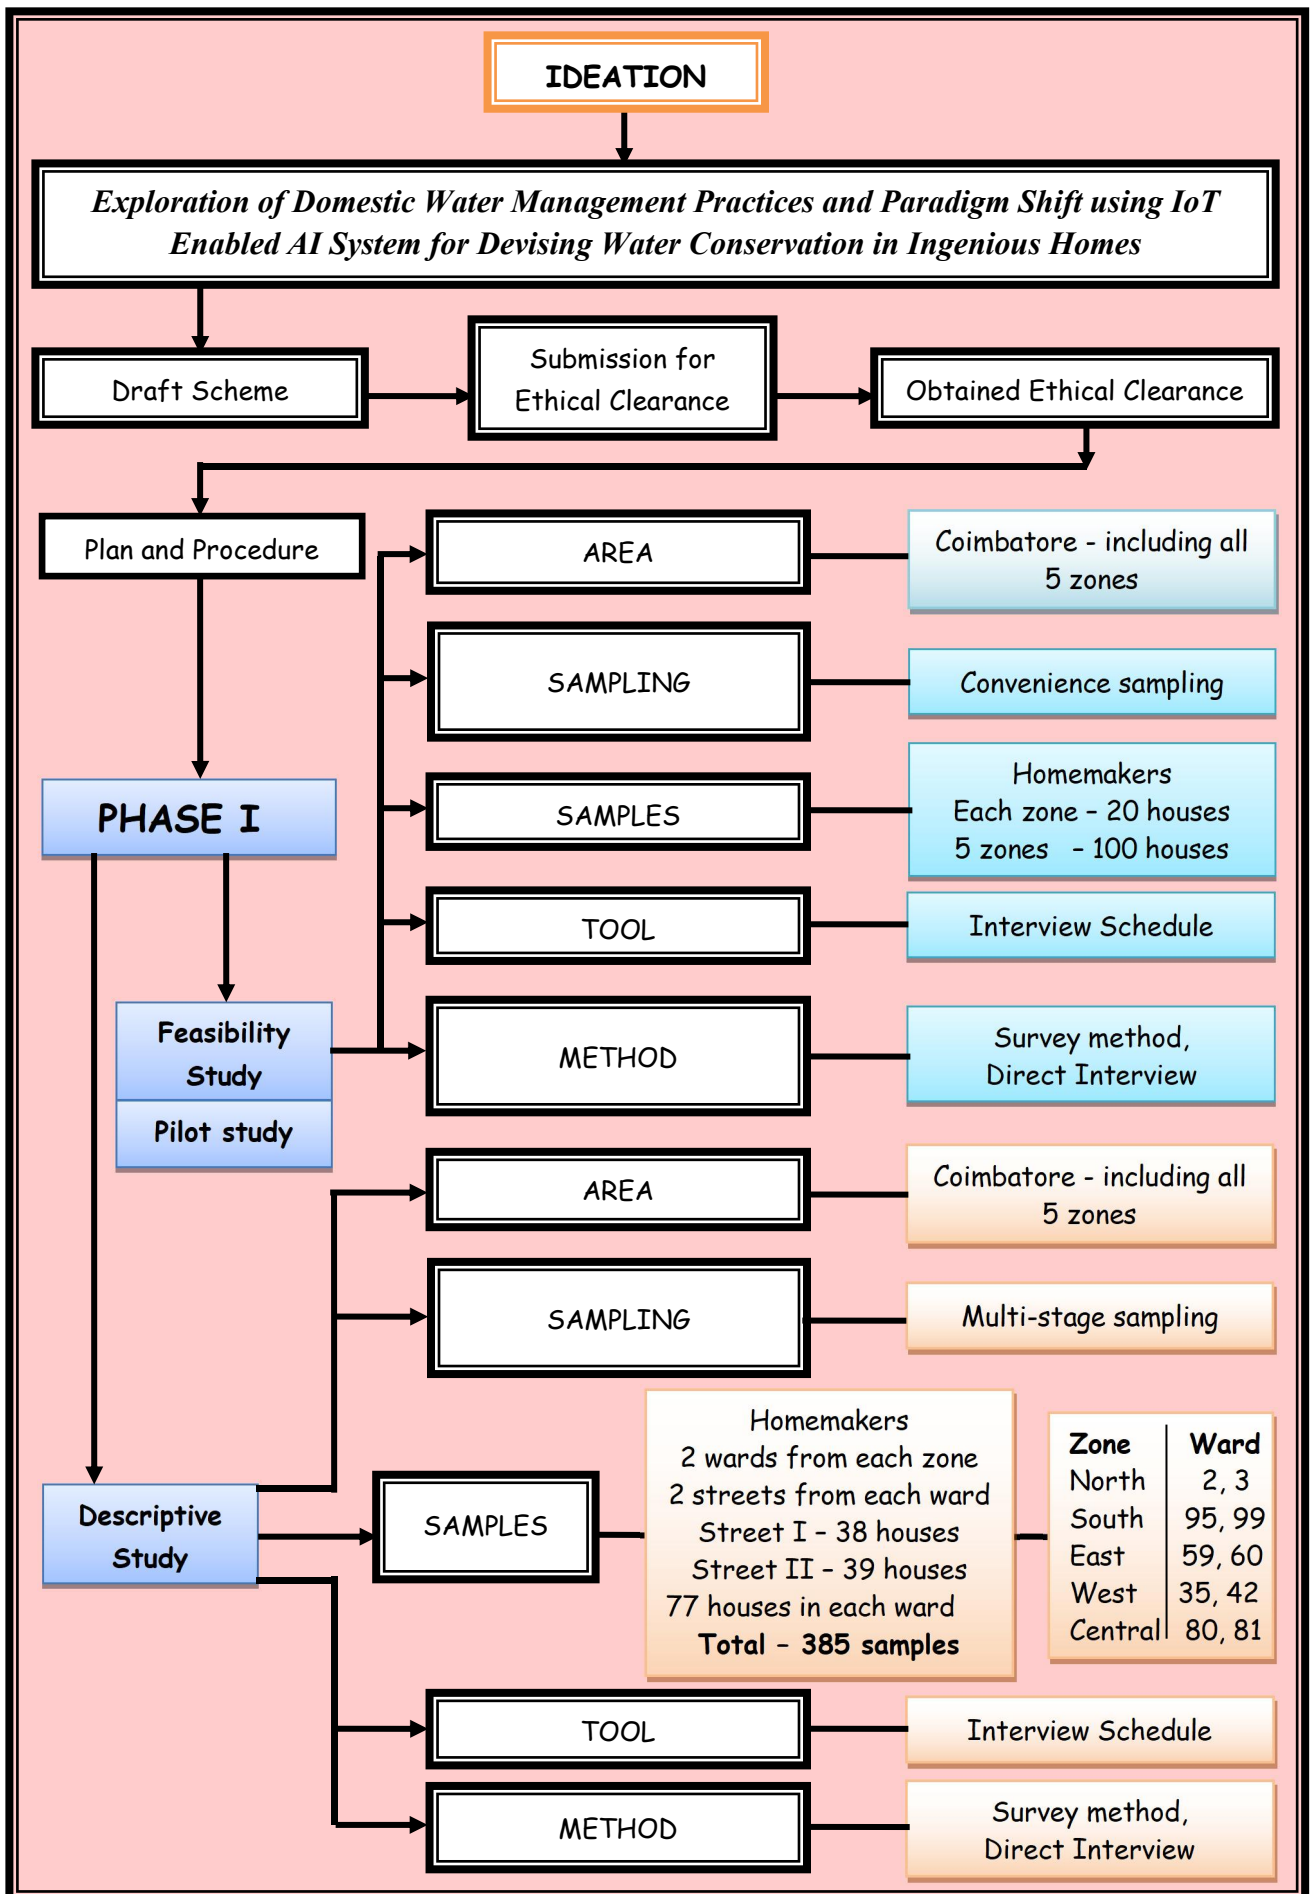 IDEATION
Exploration of Domestic Water Management Practices and Paradigm Shift using IoT
Enabled AI System for Devising Water Conservation in Ingenious Homes
Draft Scheme
Submission for
Ethical Clearance
Obtained Ethical Clearance
Plan and Procedure
AREA
Coimbatore - including all
5 zones
SAMPLING
Convenience sampling
PHASE I
SAMPLES
Homemakers
Each zone – 20 houses
5 zones – 100 houses
TOOL
Interview Schedule
Feasibility
Study
Pilot study
METHOD
Survey method,
Direct Interview
AREA
Coimbatore - including all
5 zones
SAMPLING
Multi-stage sampling
Descriptive
Study
SAMPLES
Homemakers
2 wards from each zone
2 streets from each ward
Street I – 38 houses
Street II – 39 houses
77 houses in each ward
Total – 385 samples
Zone Ward
North 2, 3
South 95, 99
East 59, 60
West 35, 42
Central 80, 81
TOOL
Interview Schedule
METHOD
Survey method,
Direct Interview